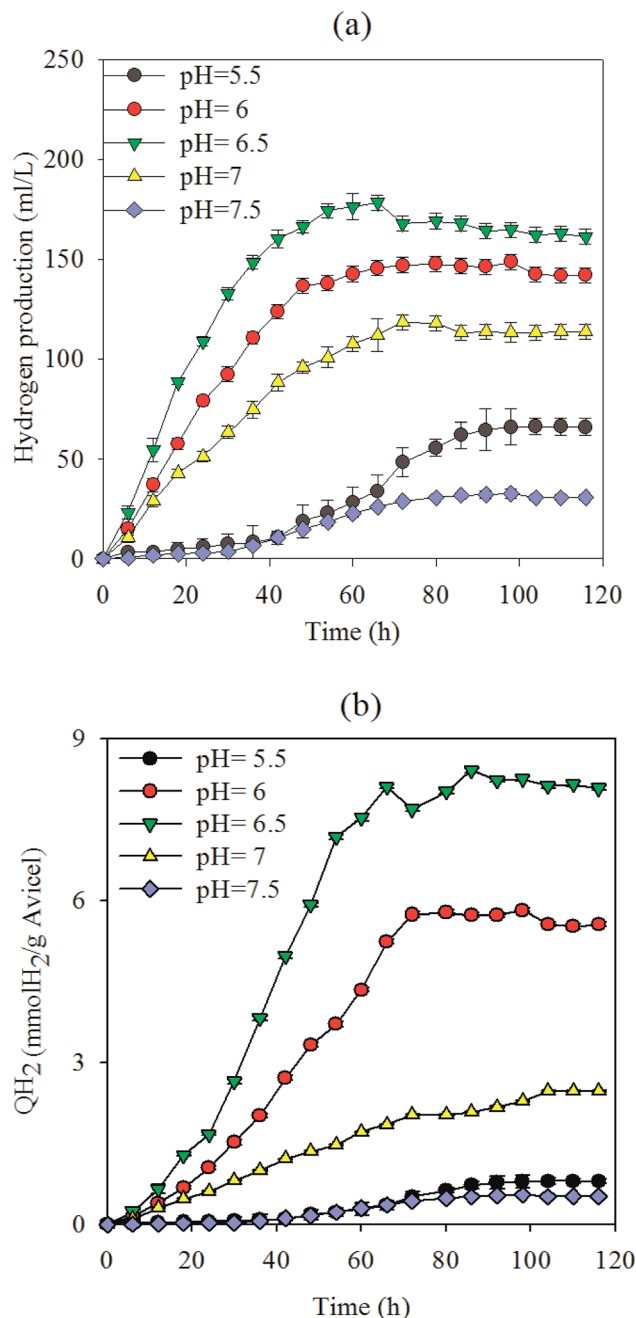 (a)
250
200
150
100
50
0
Hydrogen production (ml/L)
pH=5.5
pH= 6
pH= 6.5
pH=7
pH=7.5
0 20 40 60 80 100 120
Time (h)
(b)
9
6
3
0
QH2 (mmolH2/g Avicel)
pH= 5.5
pH= 6
pH= 6.5
pH= 7
pH=7.5
0 20 40 60 80 100 120
Time (h)